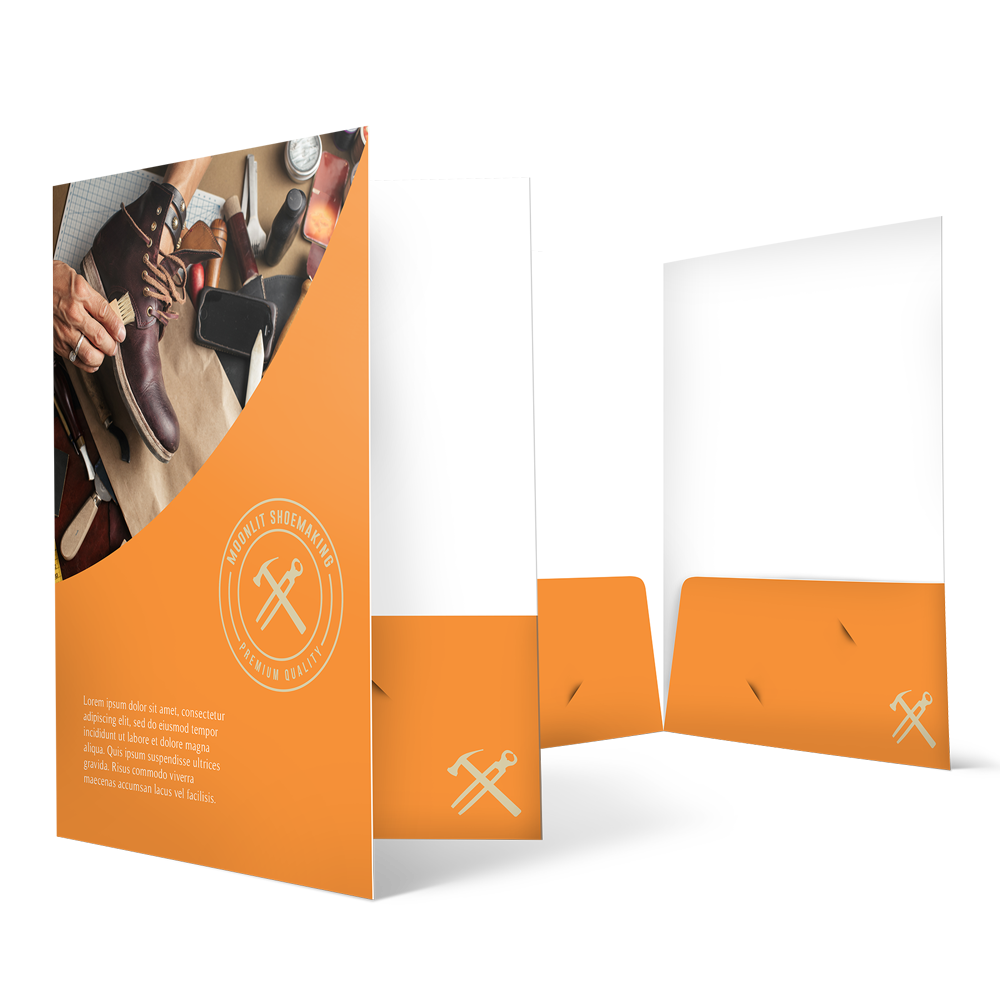 MOONLIT SHOEMAKING
PREMIUM QUALITY
Lorem ipsum dolor sit amet, consectetur
adipiscing elit, sed do eiusmod tempor
incididunt ut labore et dolore magna
aliqua. Quis ipsum suspendisse ultrices
gravida. Risus commodo viverra
maecenas accumsan lacus vel facilisis.